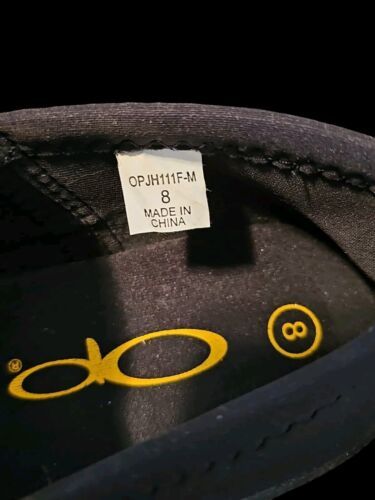 OPJH111F-M
8
MADE IN
CHINA
8
op®